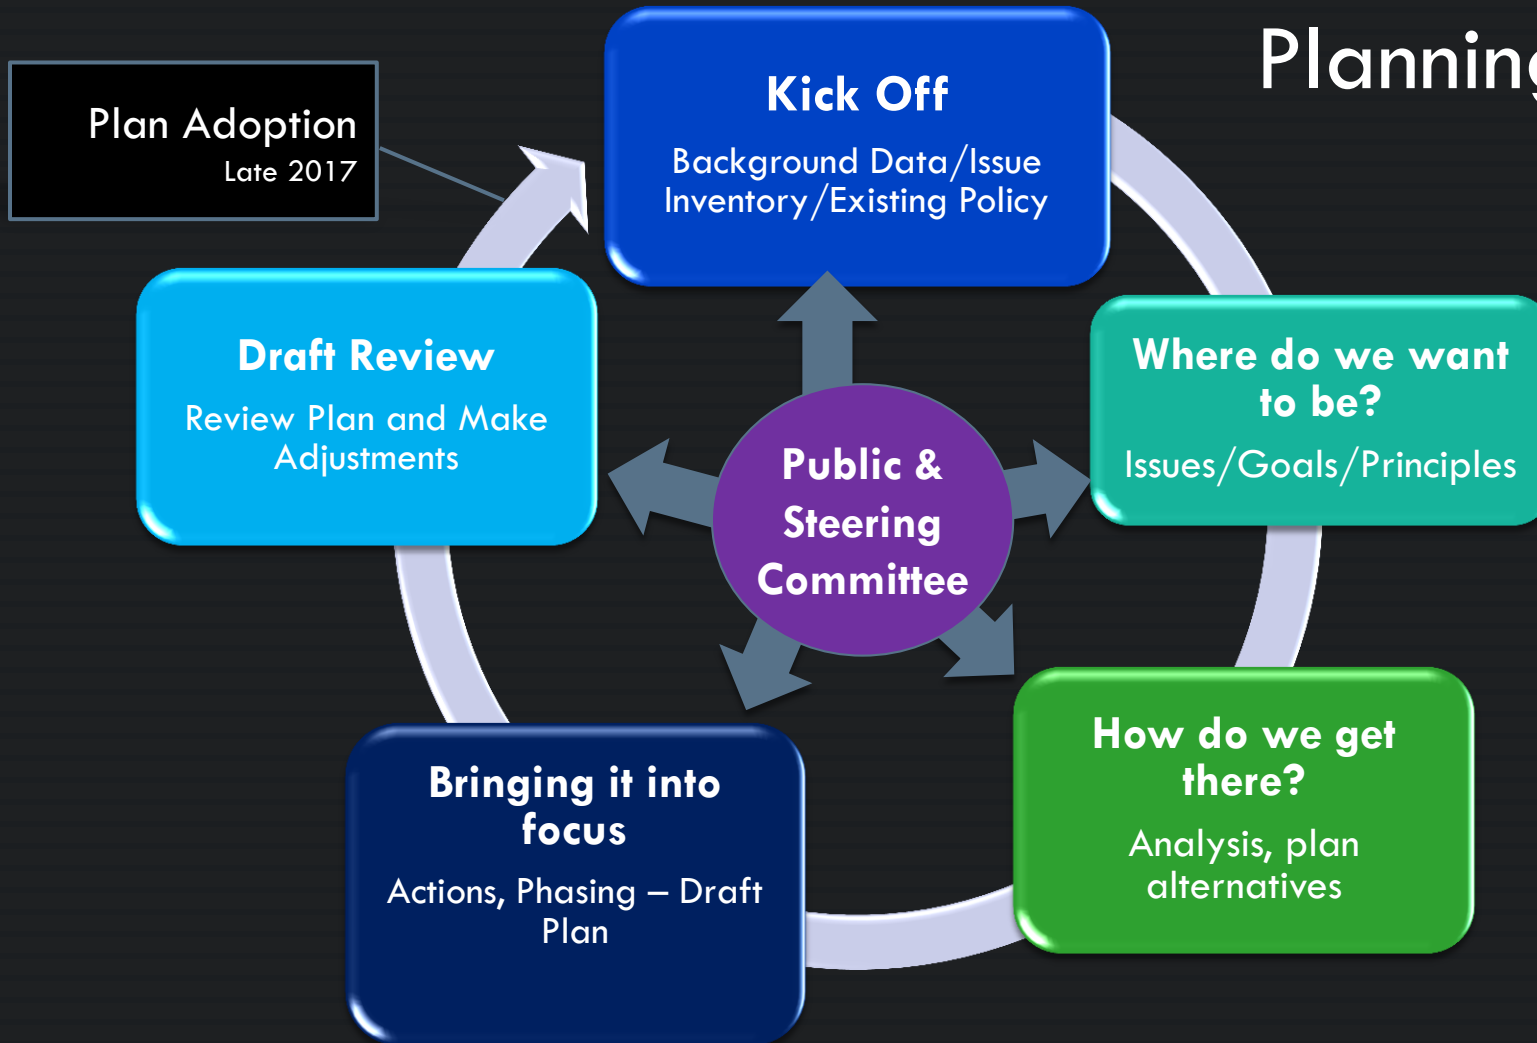 Planning
Plan Adoption
Late 2017
Kick Off
Background Data/Issue
Inventory/Existing Policy
Where do we want
to be?
Issues/Goals/Principles
How do we get
there?
Analysis, plan
alternatives
Bringing it into
focus
Actions, Phasing – Draft
Plan
Draft Review
Review Plan and Make
Adjustments
Public &
Steering
Committee